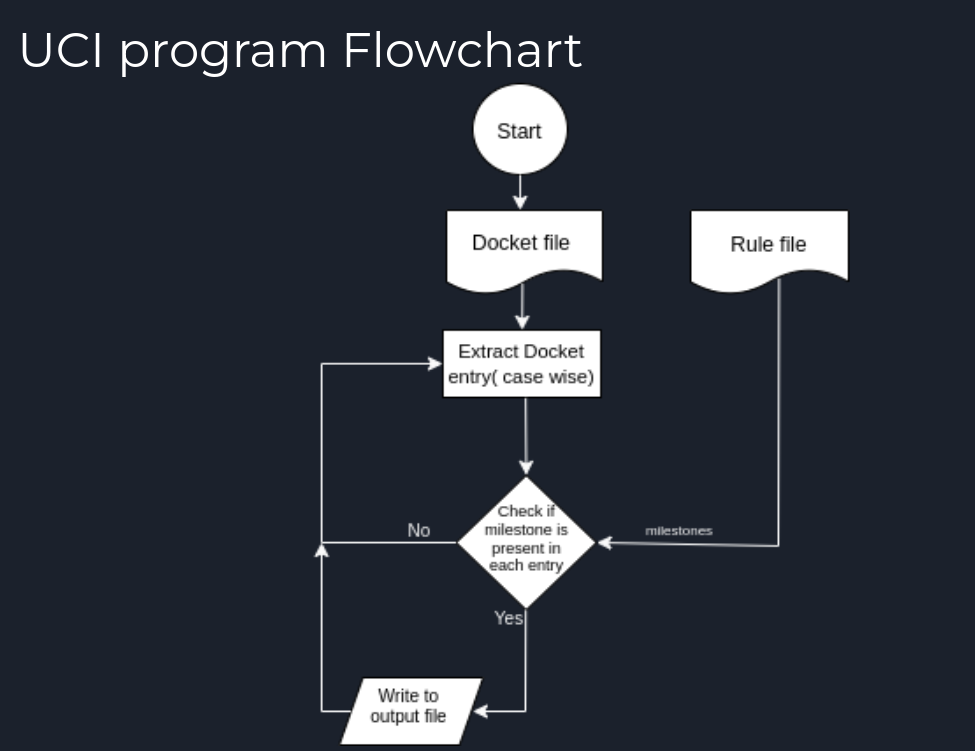 UCI program Flowchart
Start
Docket file
Rule file
Extract Docket
entry( case wise)
Check if
milestone is
present in
each entry
No
milestones
Yes
Write to
output file